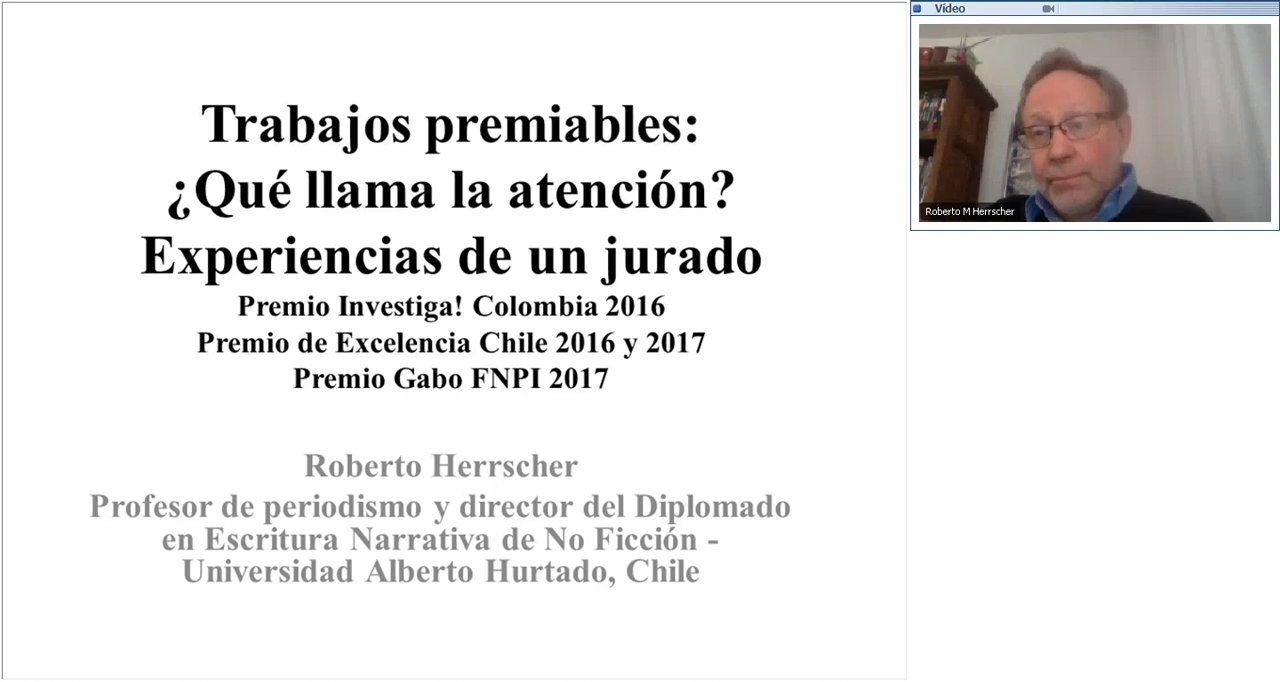 Trabajos premiables:
¿Qué llama la atención?
Experiencias de un jurado
Premio Investiga! Colombia 2016
Premio de Excelencia Chile 2016 y 2017
Premio Gabo FNPI 2017
Roberto Herrscher
Profesor de periodismo y director del Diplomado
en Escritura Narrativa de No Ficción -
Universidad Alberto Hurtado, Chile
Vídeo
Roberto M Herrscher